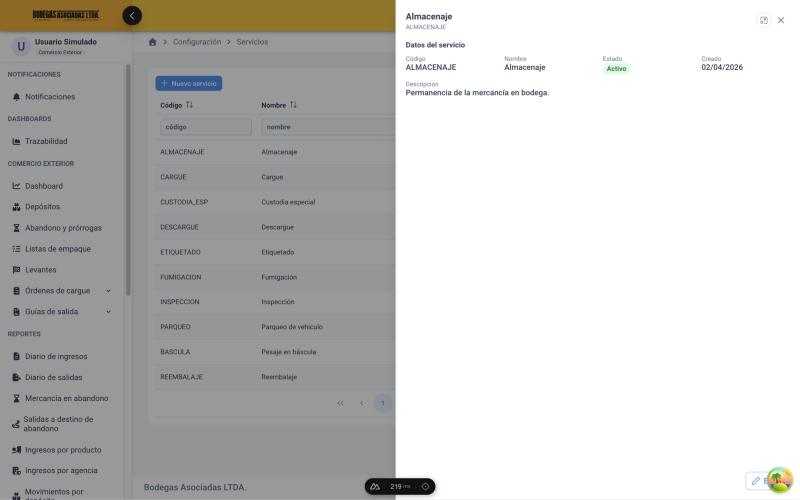 BODEGAS ASOCIADAS LTDA.
U
Usuario Simulado
Comercio Exterior
NOTIFICACIONES
Notificaciones
DASHBOARDS
Trazabilidad
COMERCIO EXTERIOR
Dashboard
Depósitos
Abandono y prórrogas
Listas de empaque
Levantes
Órdenes de cargue
Guías de salida
REPORTES
Diario de ingresos
Diario de salidas
Mercancía en abandono
Salidas a destino de
abandono
Ingresos por producto
Ingresos por agencia
Movimientos por
depósito
Configuración
Servicios
+ Nuevo servicio
Código Nombre
código nombre
ALMACENAJE Almacenaje
CARGUE Cargue
CUSTODIA_ESP Custodia especial
DESCARGUE Descargue
ETIQUETADO Etiquetado
FUMIGACION Fumigación
INSPECCION Inspección
PARQUEO Parqueo de vehículo
BASCULA Pesaje en báscula
REEMBALAJE Reembalaje
« ‹ 1
Bodegas Asociadas LTDA.
219 ms
Almacenaje
ALMACENAJE
Datos del servicio
Código Nombre Estado Creado
ALMACENAJE Almacenaje Activo 02/04/2026
Descripción
Permanencia de la mercancía en bodega.